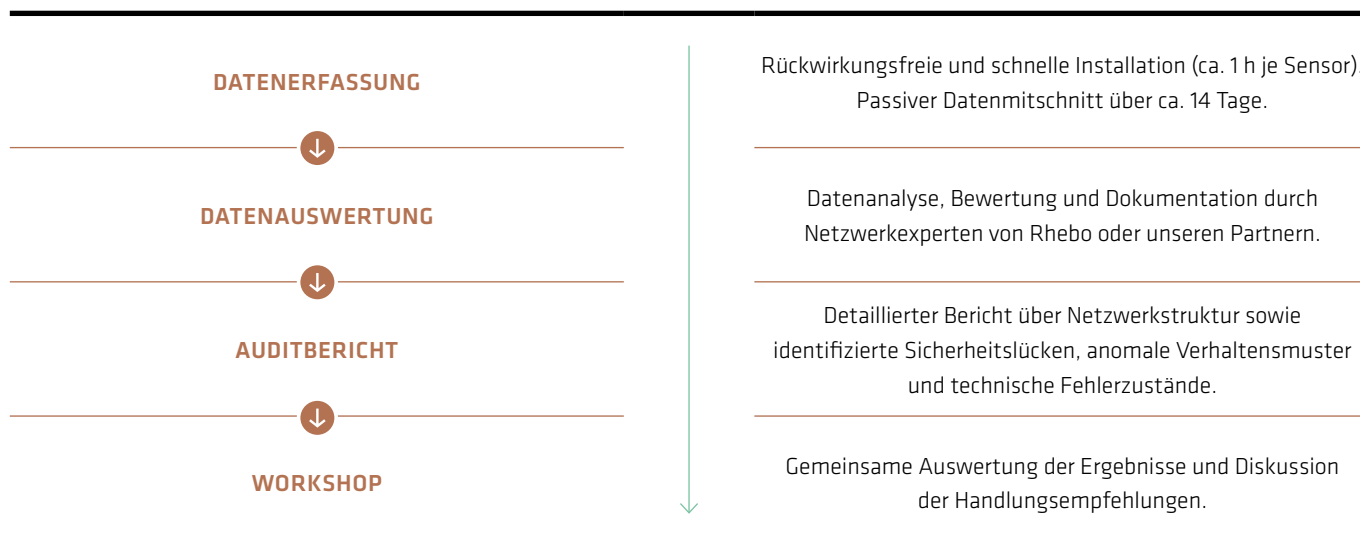 DATENERFASSUNG
Rückwirkungsfreie und schnelle Installation (ca. 1 h je Sensor).
Passiver Datenmitschnitt über ca. 14 Tage.
DATENAUSWERTUNG
Datenanalyse, Bewertung und Dokumentation durch
Netzwerkexperten von Rhebo oder unseren Partnern.
AUDITBERICHT
Detaillierter Bericht über Netzwerkstruktur sowie
identifizierte Sicherheitslücken, anomale Verhaltensmuster
und technische Fehlerzustände.
WORKSHOP
Gemeinsame Auswertung der Ergebnisse und Diskussion
der Handlungsempfehlungen.